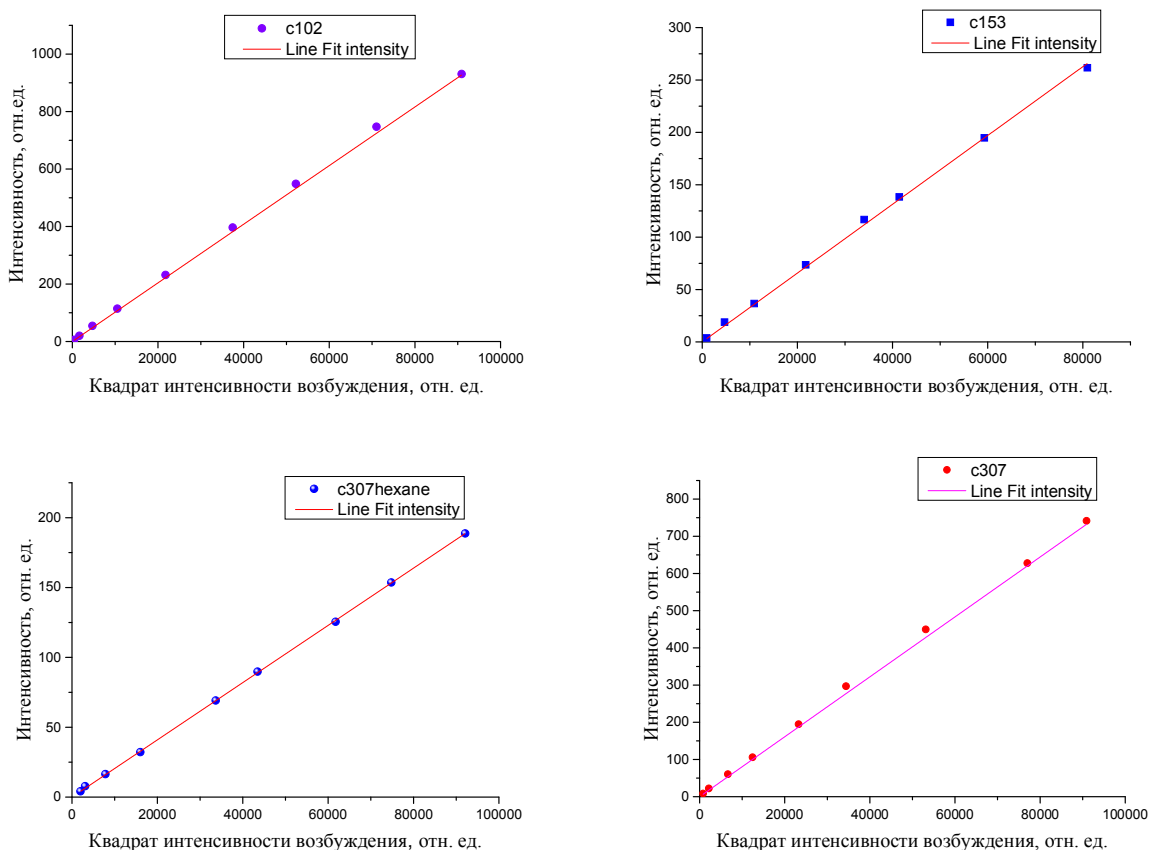 c102
Line Fit intensity
Интенсивность, отн.ед.
1000
800
600
400
200
0
0 20000 40000 60000 80000 100000
Квадрат интенсивности возбуждения, отн. ед.
c153
Line Fit intensity
Интенсивность, отн. ед.
300
250
200
150
100
50
0
0 20000 40000 60000 80000
Квадрат интенсивности возбуждения, отн. ед.
c307hexane
Line Fit intensity
Интенсивность, отн. ед.
200
150
100
50
0
0 20000 40000 60000 80000 100000
Квадрат интенсивности возбуждения, отн. ед.
c307
Line Fit intensity
Интенсивность, отн. ед.
800
700
600
500
400
300
200
100
0
0 20000 40000 60000 80000 100000
Квадрат интенсивности возбуждения, отн. ед.